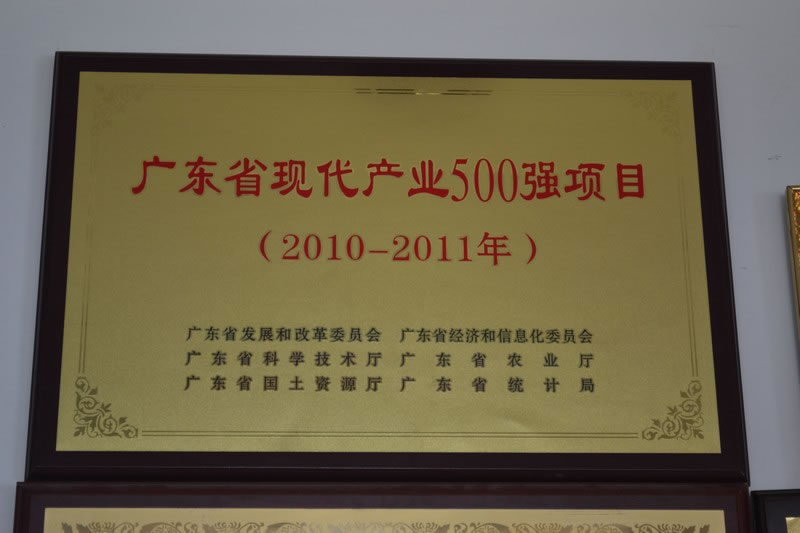 广东省现代产业500强项目
（2010-2011年）
广东省发展和改革委员会 广东省经济和信息化委员会
广东省科学技术厅 广东省农业厅
广东省国土资源厅 广东省统计局